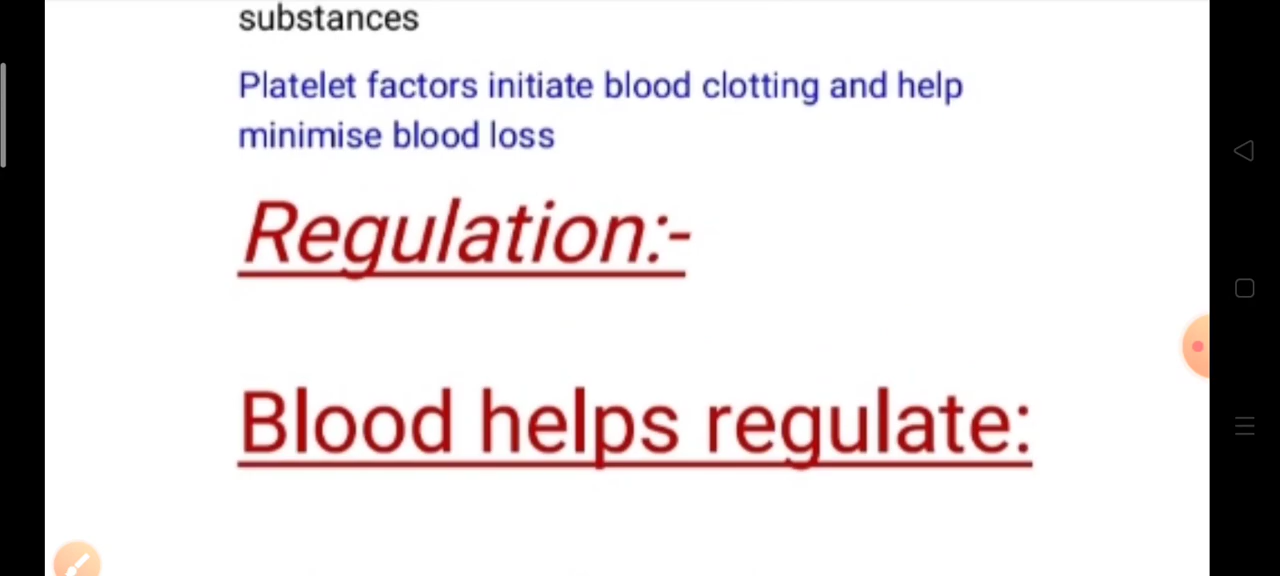 substances
Platelet factors initiate blood clotting and help
minimise blood loss
Regulation:-
Blood helps regulate: